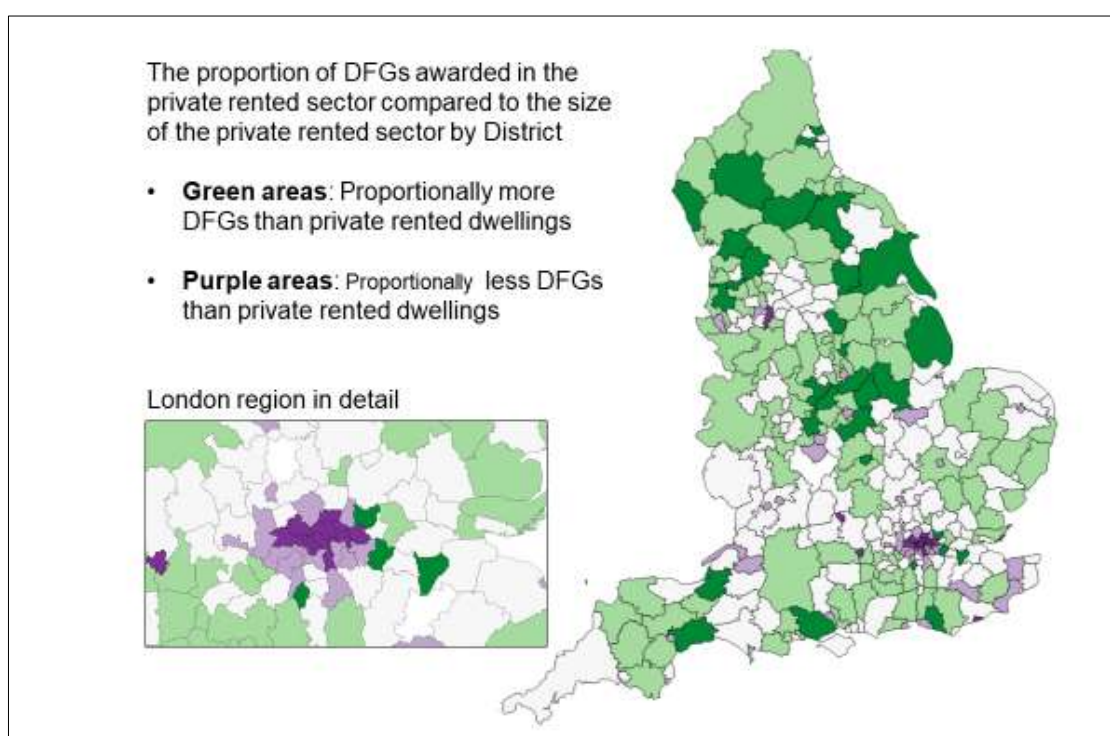 The proportion of DFGs awarded in the
private rented sector compared to the size
of the private rented sector by District
• Green areas: Proportionally more
DFGs than private rented dwellings
• Purple areas: Proportionally less DFGs
than private rented dwellings
London region in detail